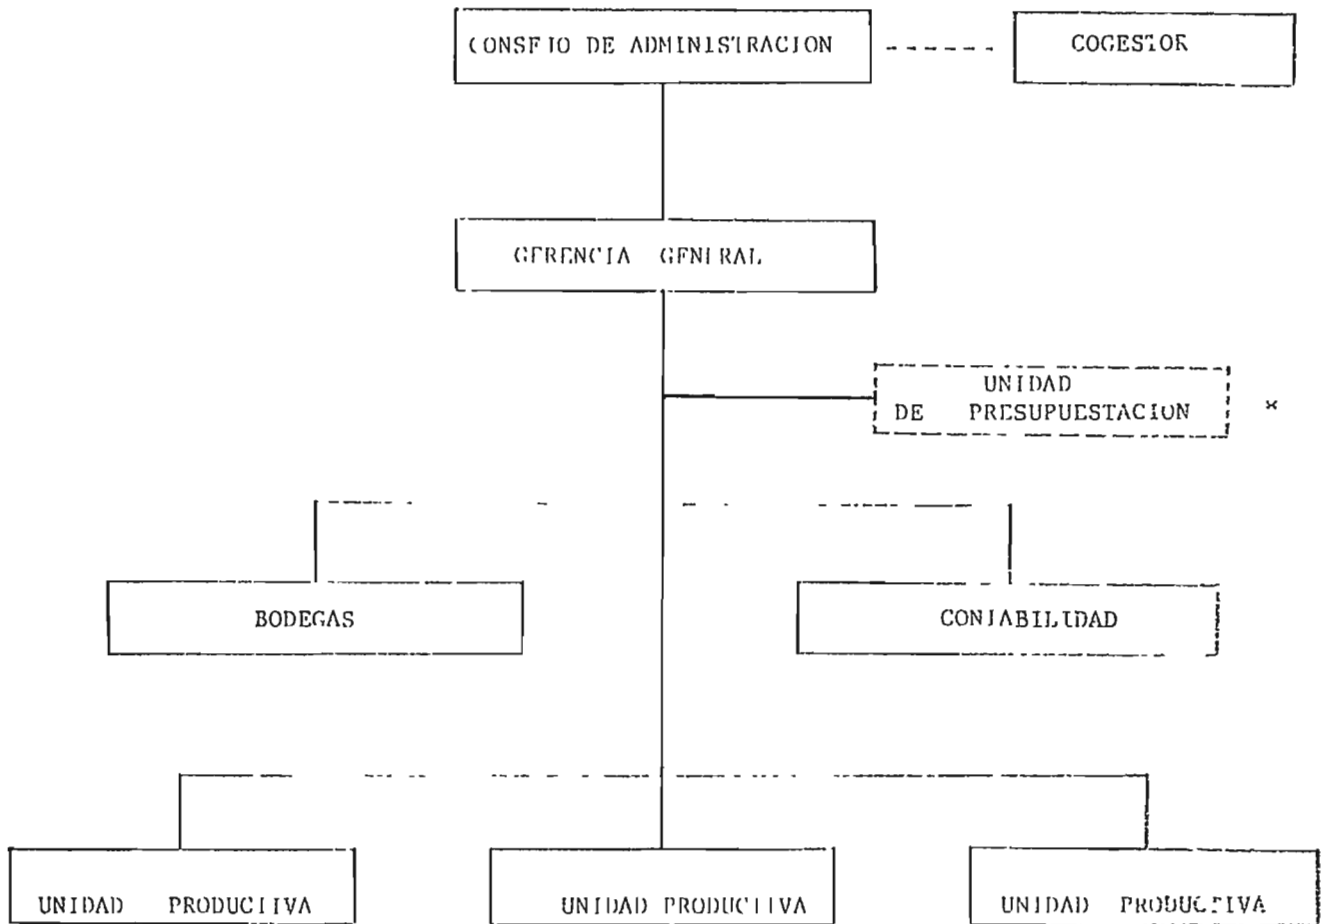 CONSEJO DE ADMINISTRACION
COGESTOR
GERENCIA GENERAL
UNIDAD
DE PRESUPUESTACION *
BODEGAS
CONTABILIDAD
UNIDAD PRODUCTIVA
UNIDAD PRODUCTIVA
UNIDAD PRODUCTIVA